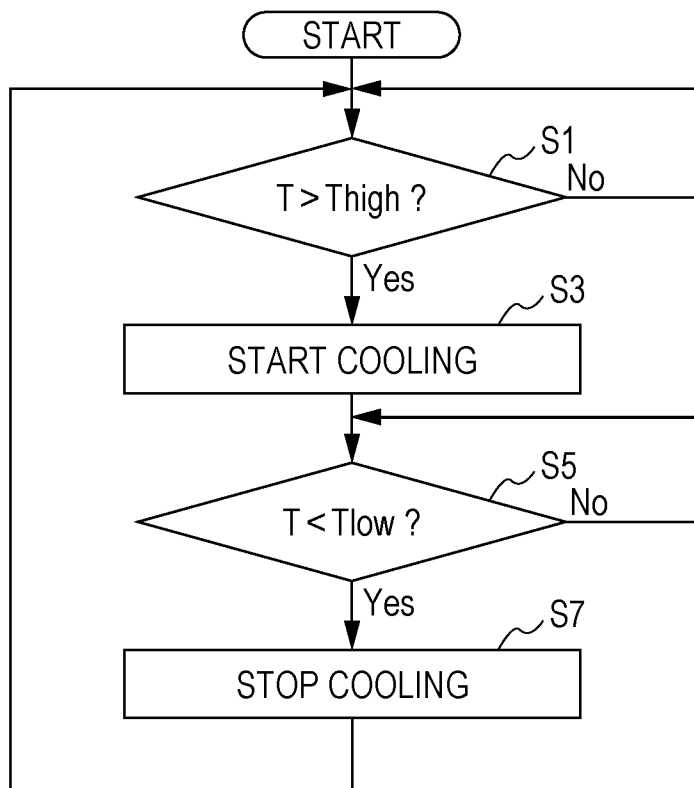 START
S1
T > Thigh ?
No
Yes
S3
START COOLING
S5
T < Tlow ?
No
Yes
S7
STOP COOLING